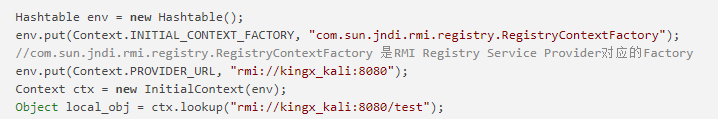 Hashtable env = new Hashtable();
env.put(Context.INITIAL_CONTEXT_FACTORY, "com.sun.jndi.rmi.registry.RegistryContextFactory");
//com.sun.jndi.rmi.registry.RegistryContextFactory 是RMI Registry Service Provider对应的Factory
env.put(Context.PROVIDER_URL, "rmi://kingx_kali:8080");
Context ctx = new InitialContext(env);
Object local_obj = ctx.lookup("rmi://kingx_kali:8080/test");